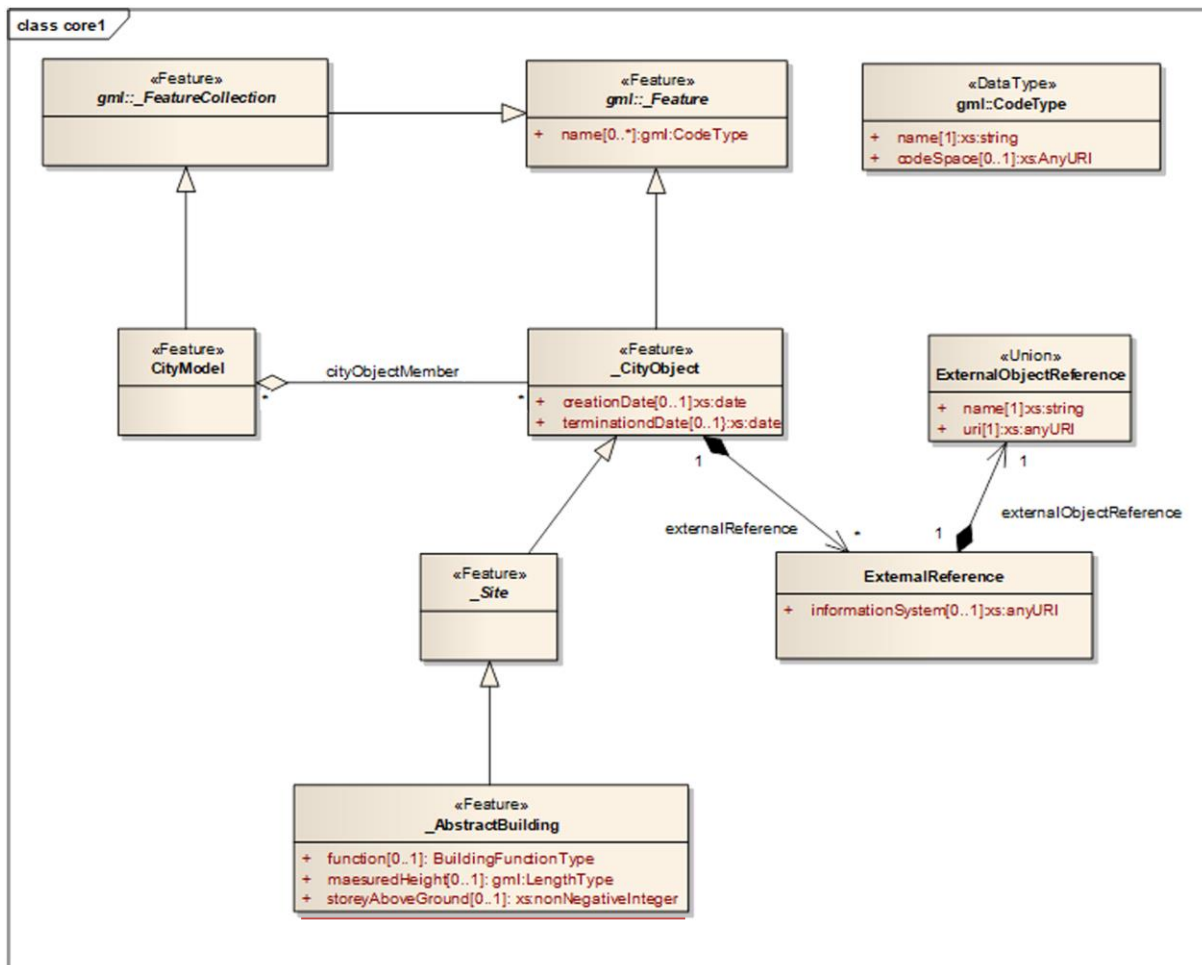 class core1
«Feature»
gml::_FeatureCollection
«Feature»
gml::_Feature
+ name[0..*]:gml:CodeType
«DataType»
gml::CodeType
+ name[1]:xs:string
+ codeSpace[0..1]:xs:AnyURI
«Feature»
CityModel
cityObjectMember
*
*
«Feature»
_CityObject
+ creationDate[0..1]:xs:date
+ terminationdDate[0..1}:xs:date
«Union»
ExternalObjectReference
+ name[1]:xs:string
+ uri[1]:xs:anyURI
1
1
externalObjectReference
externalReference
*
1
«Feature»
_Site
ExternalReference
+ informationSystem[0..1]:xs:anyURI
«Feature»
_AbstractBuilding
+ function[0..1]: BuildingFunctionType
+ maesuredHeight[0..1]: gml:LengthType
+ storeyAboveGround[0..1]: xs:nonNegativeInteger